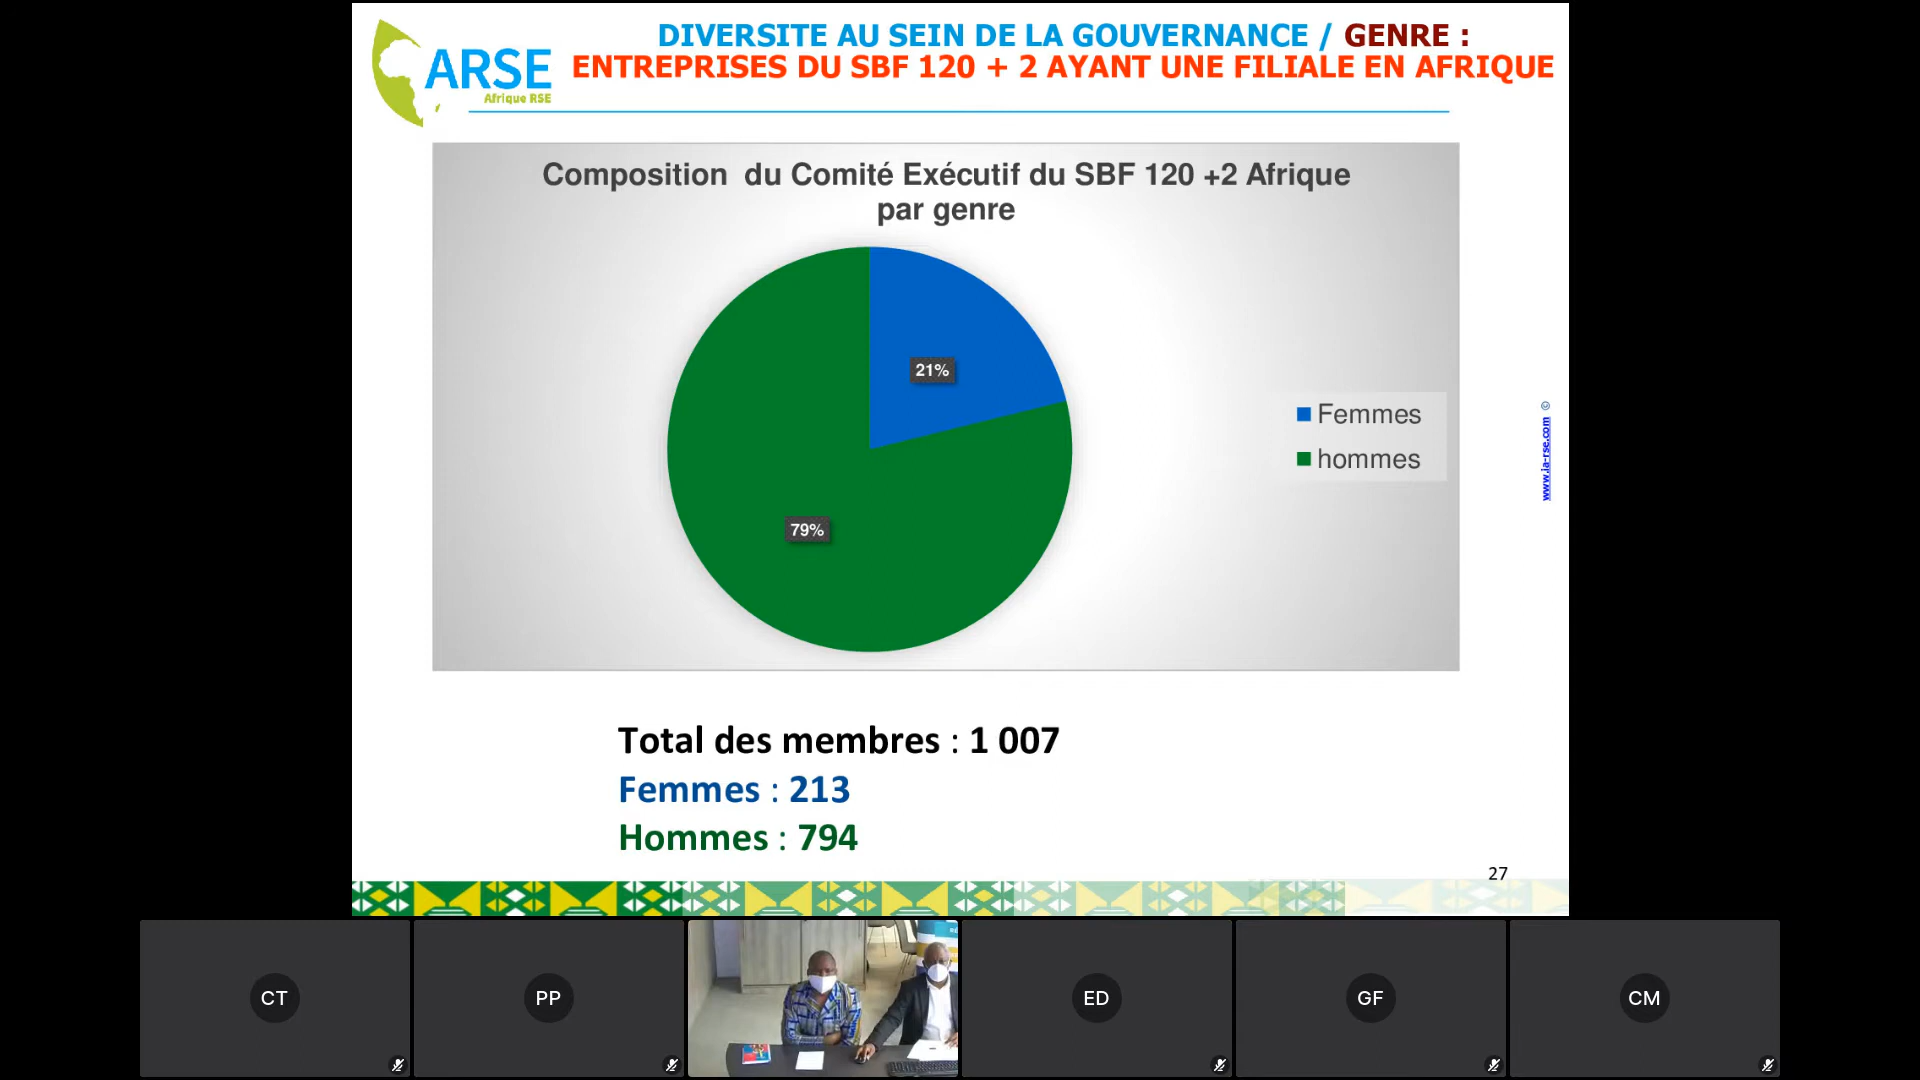 DIVERSITE AU SEIN DE LA GOUVERNANCE / GENRE :
ENTREPRISES DU SBF 120 + 2 AYANT UNE FILIALE EN AFRIQUE
ARSE
Afrique RSE
Composition du Comité Exécutif du SBF 120 +2 Afrique
par genre
21%
79%
Femmes
hommes
www.ia-rse.com ©
Total des membres : 1 007
Femmes : 213
Hommes : 794
27
CT
PP
ED
GF
CM